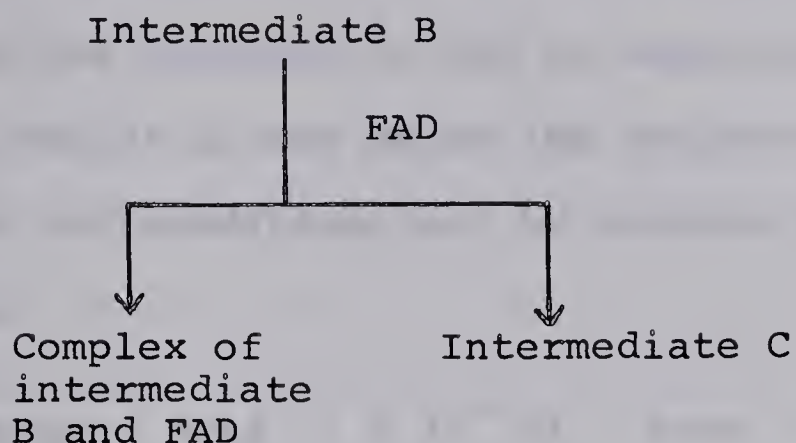 Intermediate B
FAD
Complex of
intermediate
B and FAD
Intermediate C